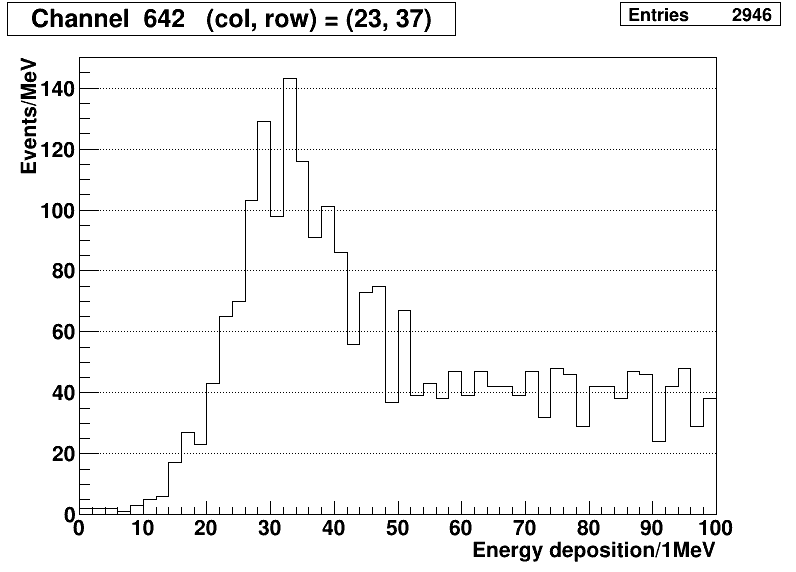 Channel 642 (col, row) = (23, 37)
Entries 2946
Events/MeV
140
120
100
80
60
40
20
0
0 10 20 30 40 50 60 70 80 90 100
Energy deposition/1MeV